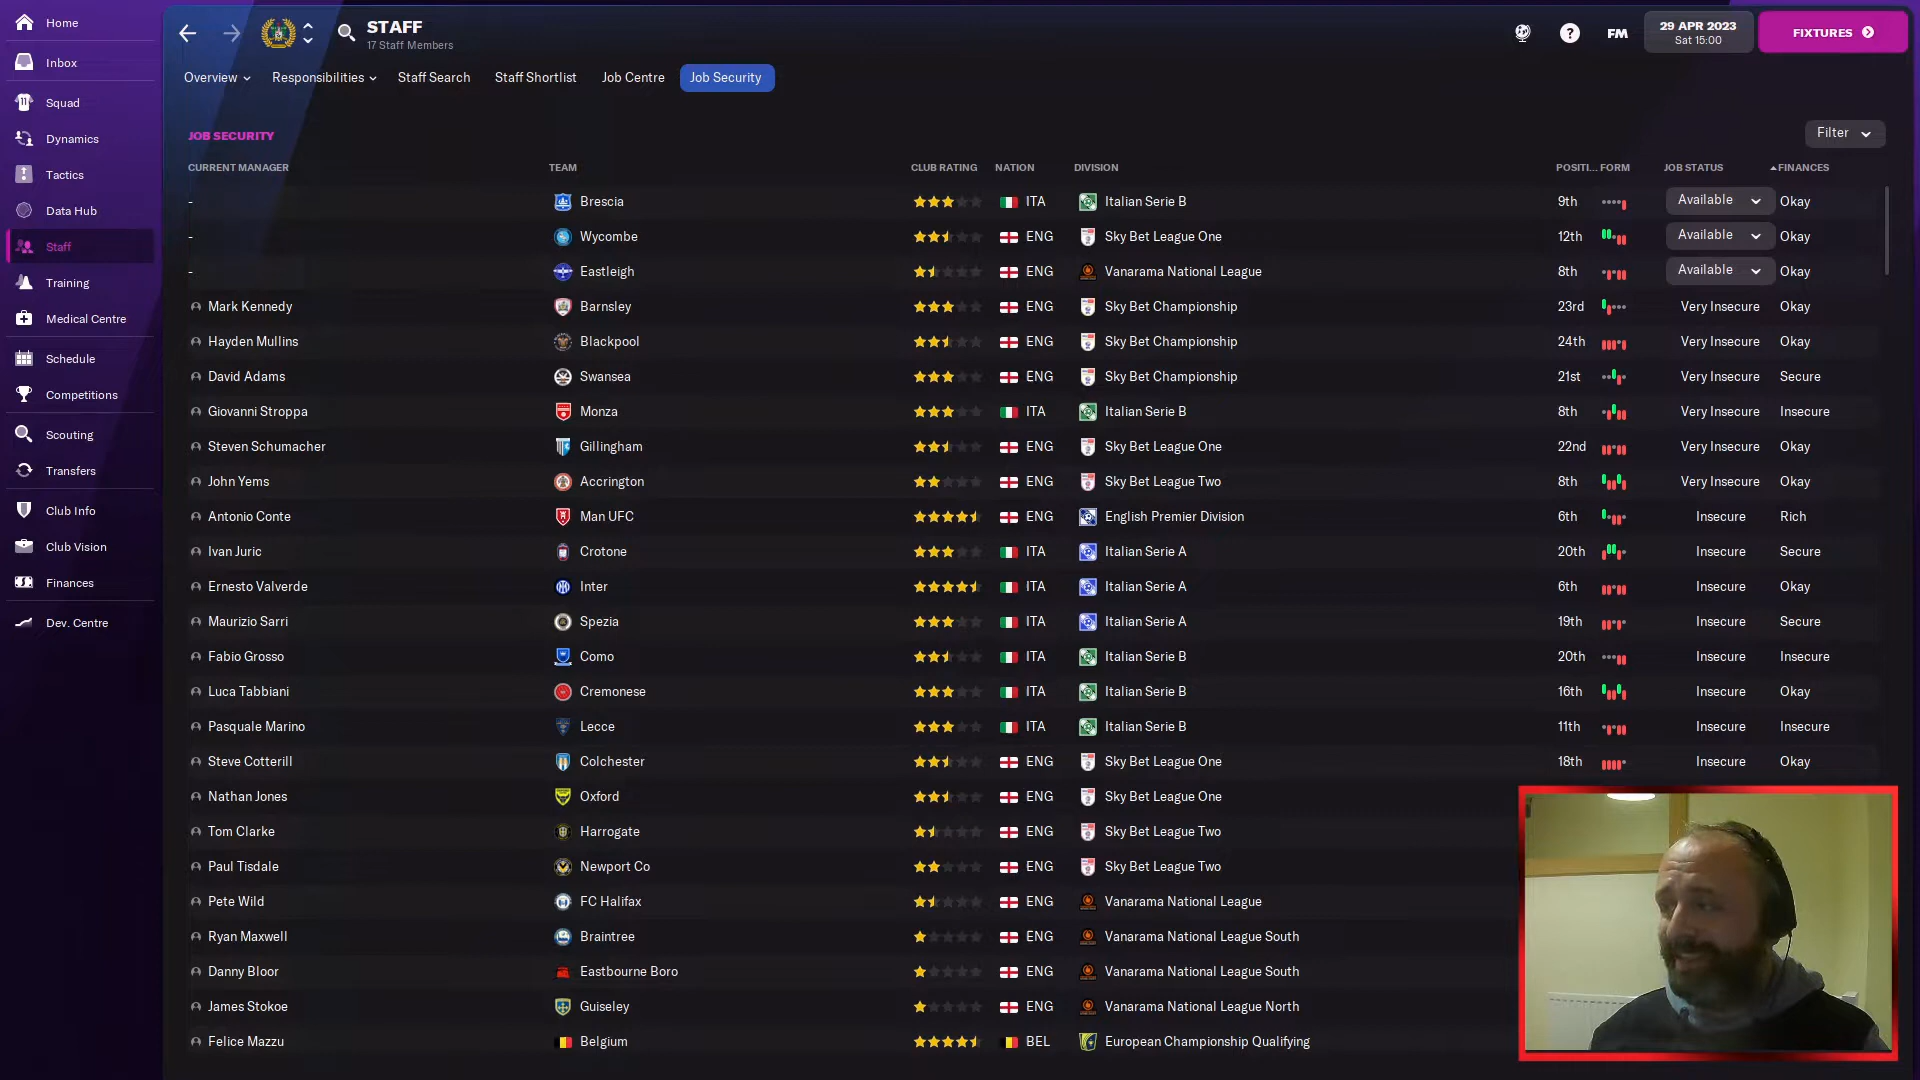 Home
Inbox
Squad
Dynamics
Tactics
Data Hub
Staff
Training
Medical Centre
Schedule
Competitions
Scouting
Transfers
Club Info
Club Vision
Finances
Dev. Centre
STAFF
17 Staff Members
FM
29 APR 2023
Sat 15:00
FIXTURES
Overview Responsibilities Staff Search Staff Shortlist Job Centre Job Security
JOB SECURITY
Filter
CURRENT MANAGER TEAM CLUB RATING NATION DIVISION POSITI... FORM JOB STATUS FINANCES
- Brescia ITA Italian Serie B 9th Available Okay
- Wycombe ENG Sky Bet League One 12th Available Okay
- Eastleigh ENG Vanarama National League 8th Available Okay
Mark Kennedy Barnsley ENG Sky Bet Championship 23rd Very Insecure Okay
Hayden Mullins Blackpool ENG Sky Bet Championship 24th Very Insecure Okay
David Adams Swansea ENG Sky Bet Championship 21st Very Insecure Secure
Giovanni Stroppa Monza ITA Italian Serie B 8th Very Insecure Insecure
Steven Schumacher Gillingham ENG Sky Bet League One 22nd Very Insecure Okay
John Yems Accrington ENG Sky Bet League Two 8th Very Insecure Okay
Antonio Conte Man UFC ENG English Premier Division 6th Insecure Rich
Ivan Juric Crotone ITA Italian Serie A 20th Insecure Secure
Ernesto Valverde Inter ITA Italian Serie A 6th Insecure Okay
Maurizio Sarri Spezia ITA Italian Serie A 19th Insecure Secure
Fabio Grosso Como ITA Italian Serie B 20th Insecure Insecure
Luca Tabbiani Cremonese ITA Italian Serie B 16th Insecure Okay
Pasquale Marino Lecce ITA Italian Serie B 11th Insecure Insecure
Steve Cotterill Colchester ENG Sky Bet League One 18th Insecure Okay
Nathan Jones Oxford ENG Sky Bet League One
Tom Clarke Harrogate ENG Sky Bet League Two
Paul Tisdale Newport Co ENG Sky Bet League Two
Pete Wild FC Halifax ENG Vanarama National League
Ryan Maxwell Braintree ENG Vanarama National League South
Danny Bloor Eastbourne Boro ENG Vanarama National League South
James Stokoe Guiseley ENG Vanarama National League North
Felice Mazzu Belgium BEL European Championship Qualifying